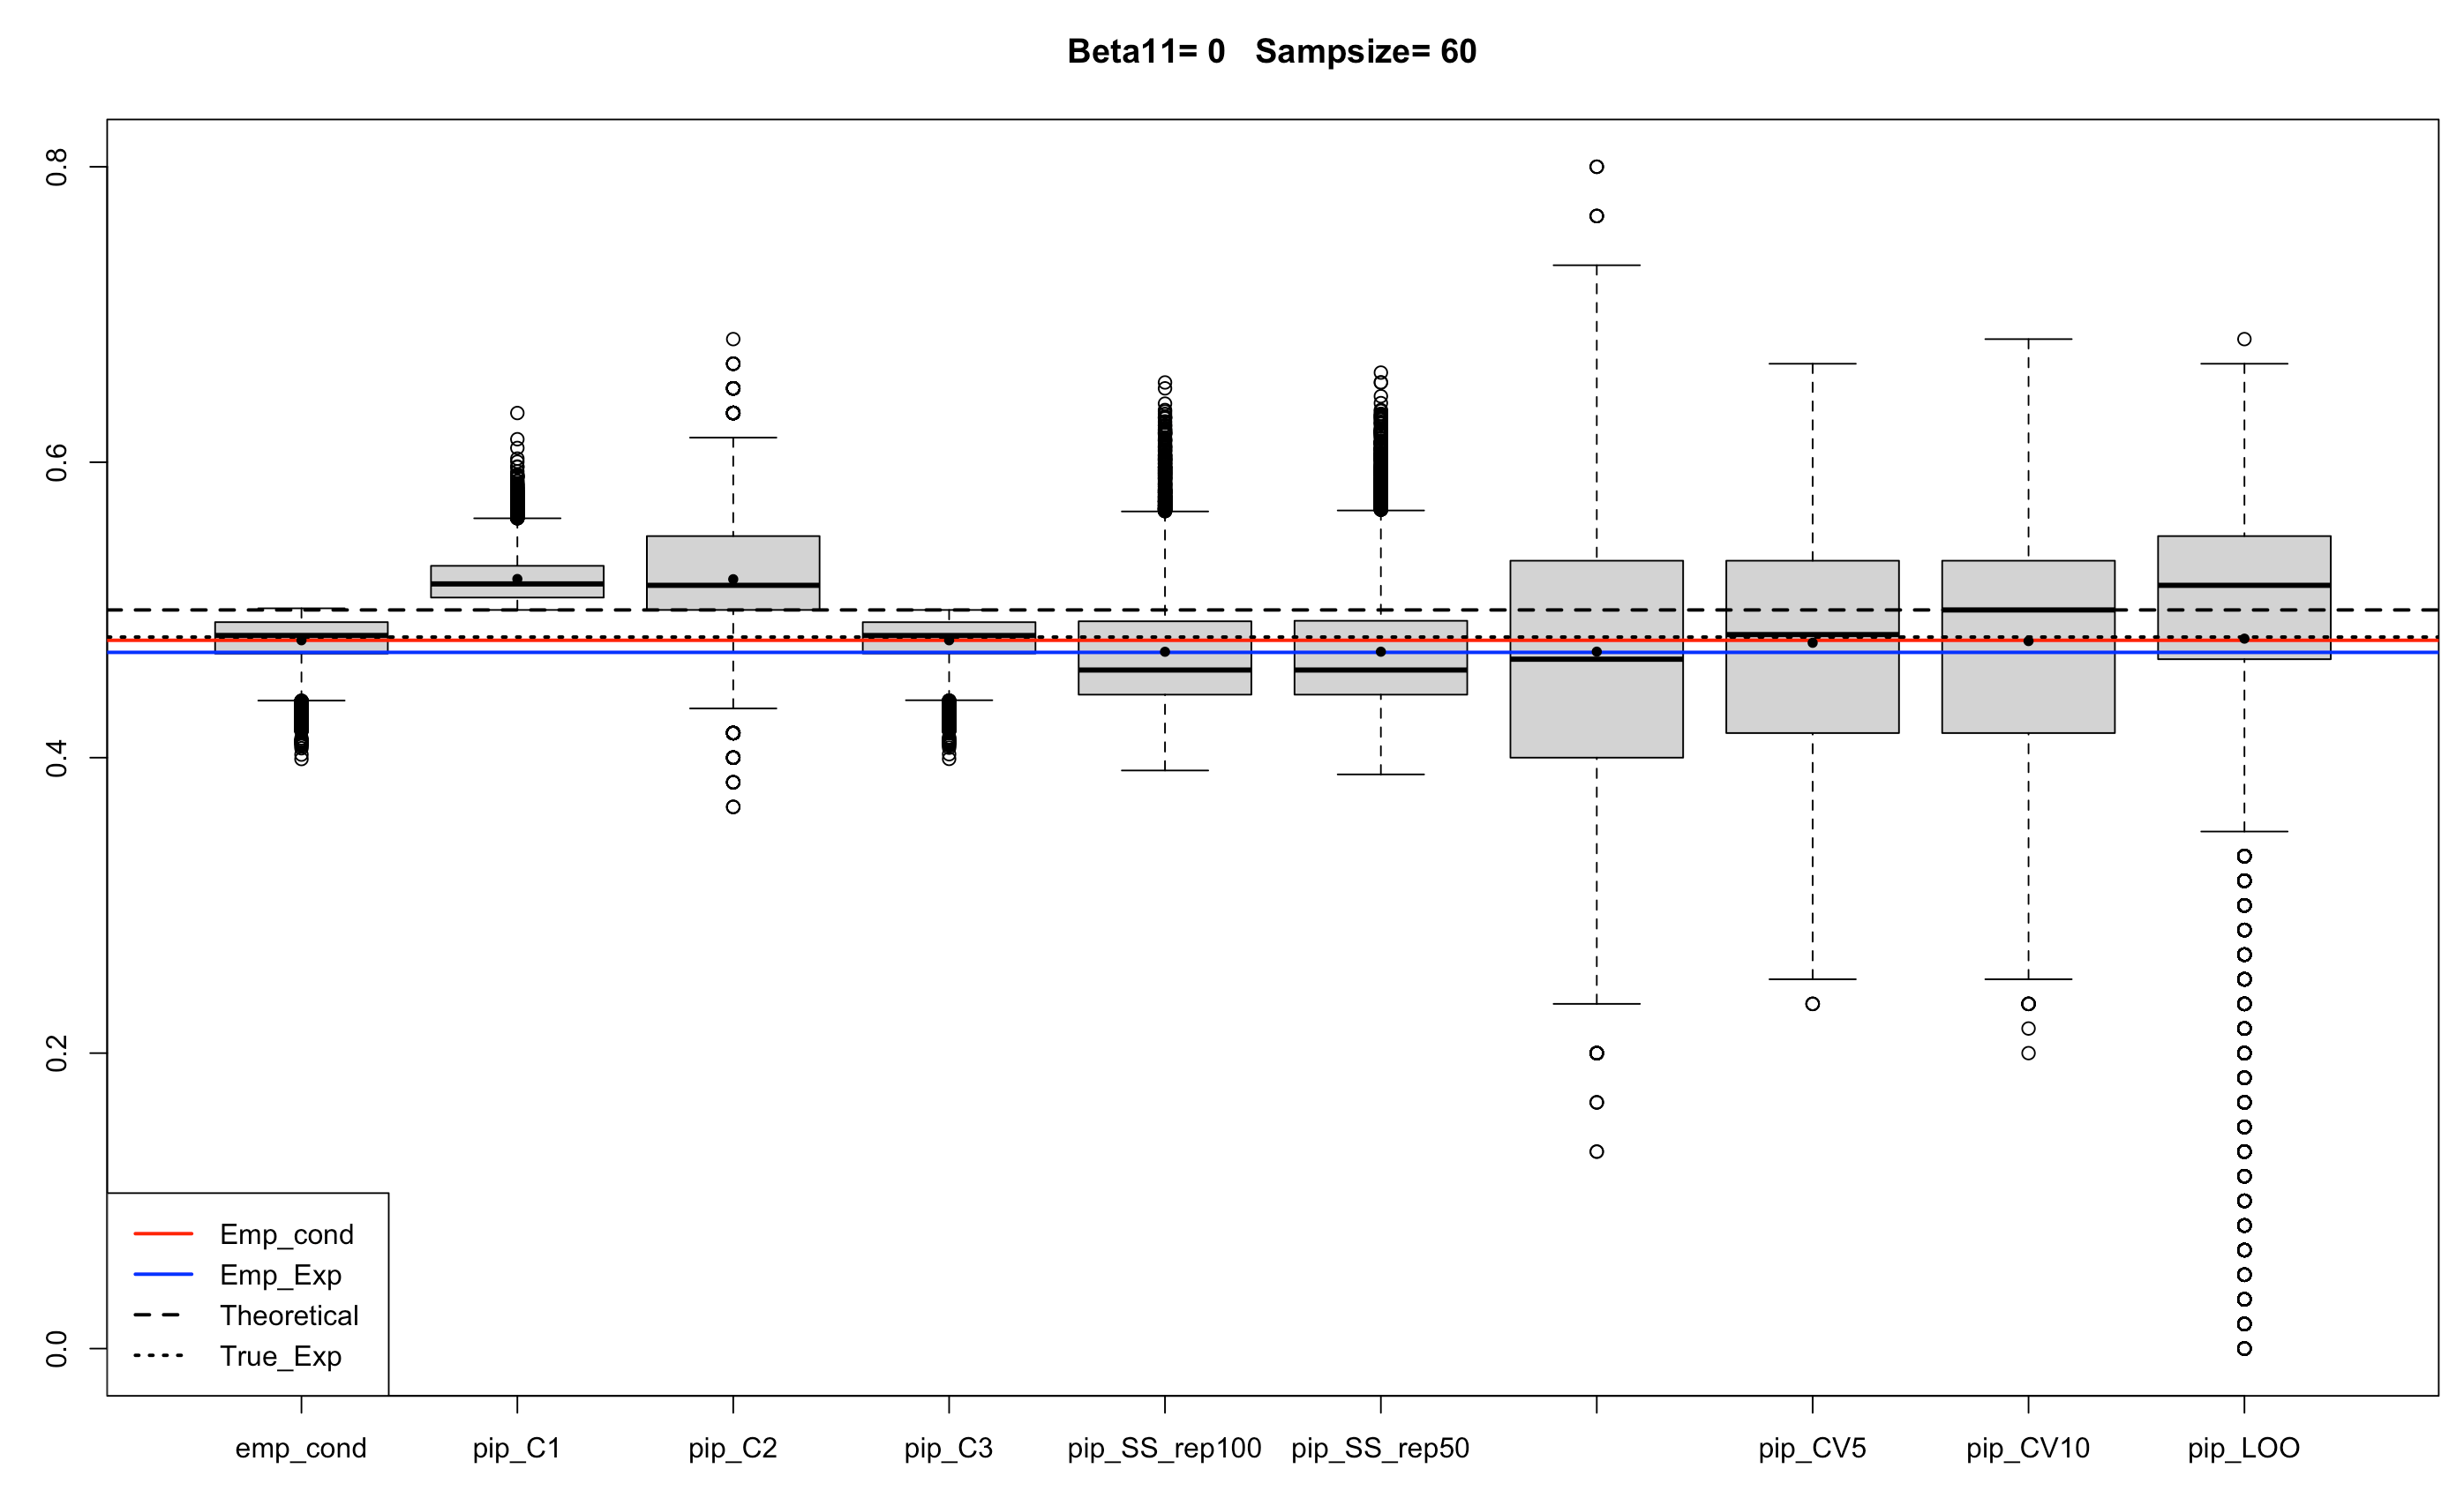 Beta11= 0 Sampsize= 60
0.8
0.6
0.4
0.2
0.0
Emp_cond
Emp_Exp
Theoretical
True_Exp
emp_cond pip_C1 pip_C2 pip_C3 pip_SS_rep100 pip_SS_rep50 pip_CV5 pip_CV10 pip_LOO